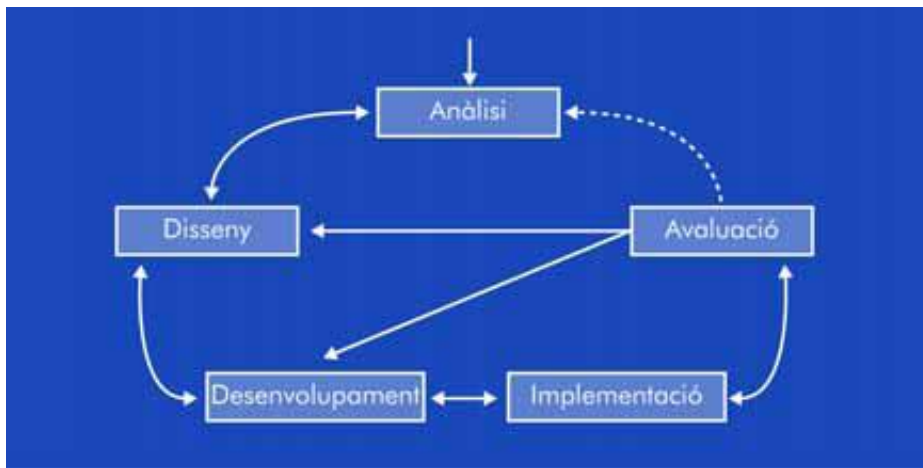 Anàlisi
Disseny
Avaluació
Desenvolupament
Implementació